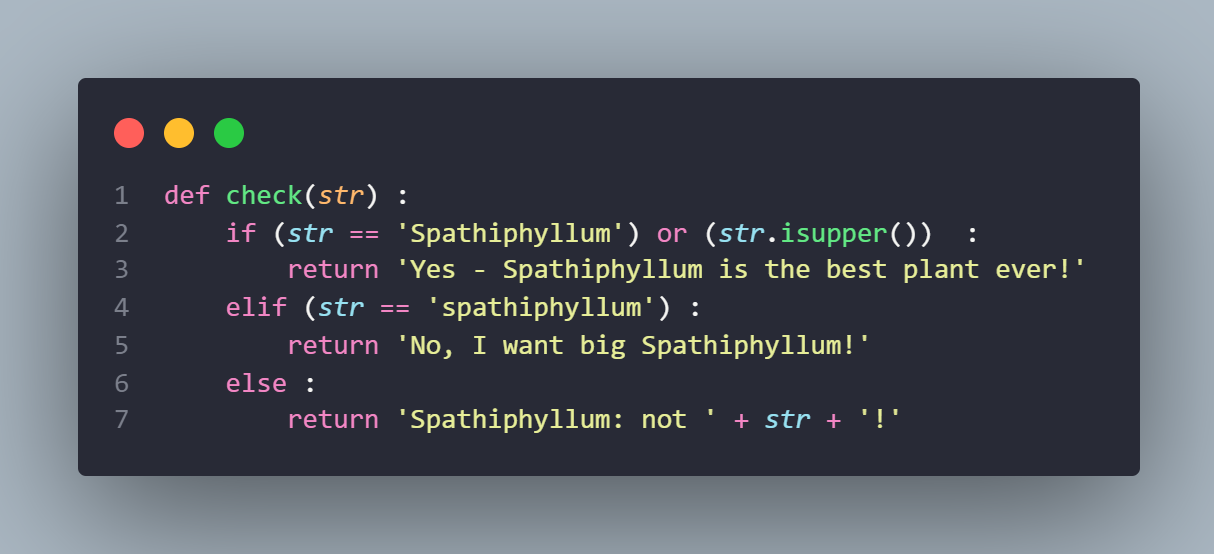 1 def check(str) :
2     if (str == 'Spathiphyllum') or (str.isupper())  :
3         return 'Yes - Spathiphyllum is the best plant ever!'
4     elif (str == 'spathiphyllum') :
5         return 'No, I want big Spathiphyllum!'
6     else :
7         return 'Spathiphyllum: not ' + str + '!'